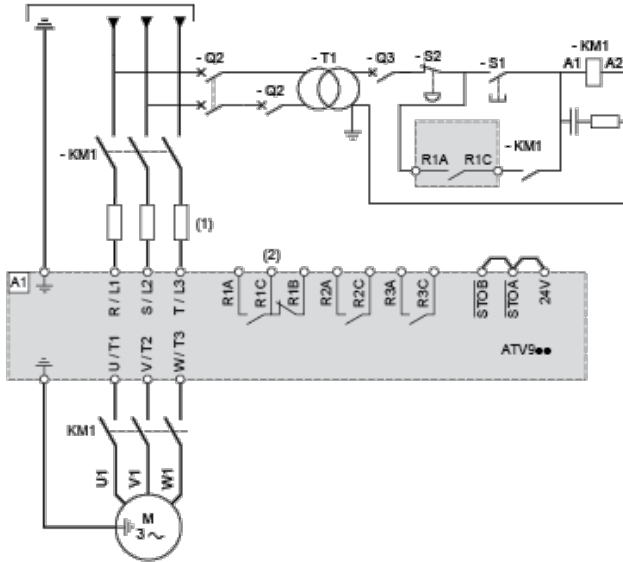 - Q2
- T1
- Q3
- S2
- S1
- KM1
A1
A2
- Q2
- KM1
R1A
R1C
- KM1
(1)
(2)
A1
R / L1
S / L2
T / L3
R1A
R1C
R1B
R2A
R2C
R3A
R3C
STOB
STOA
24V
U / T1
V / T2
W / T3
ATV9●●
KM1
U1
V1
W1
M
3 ~